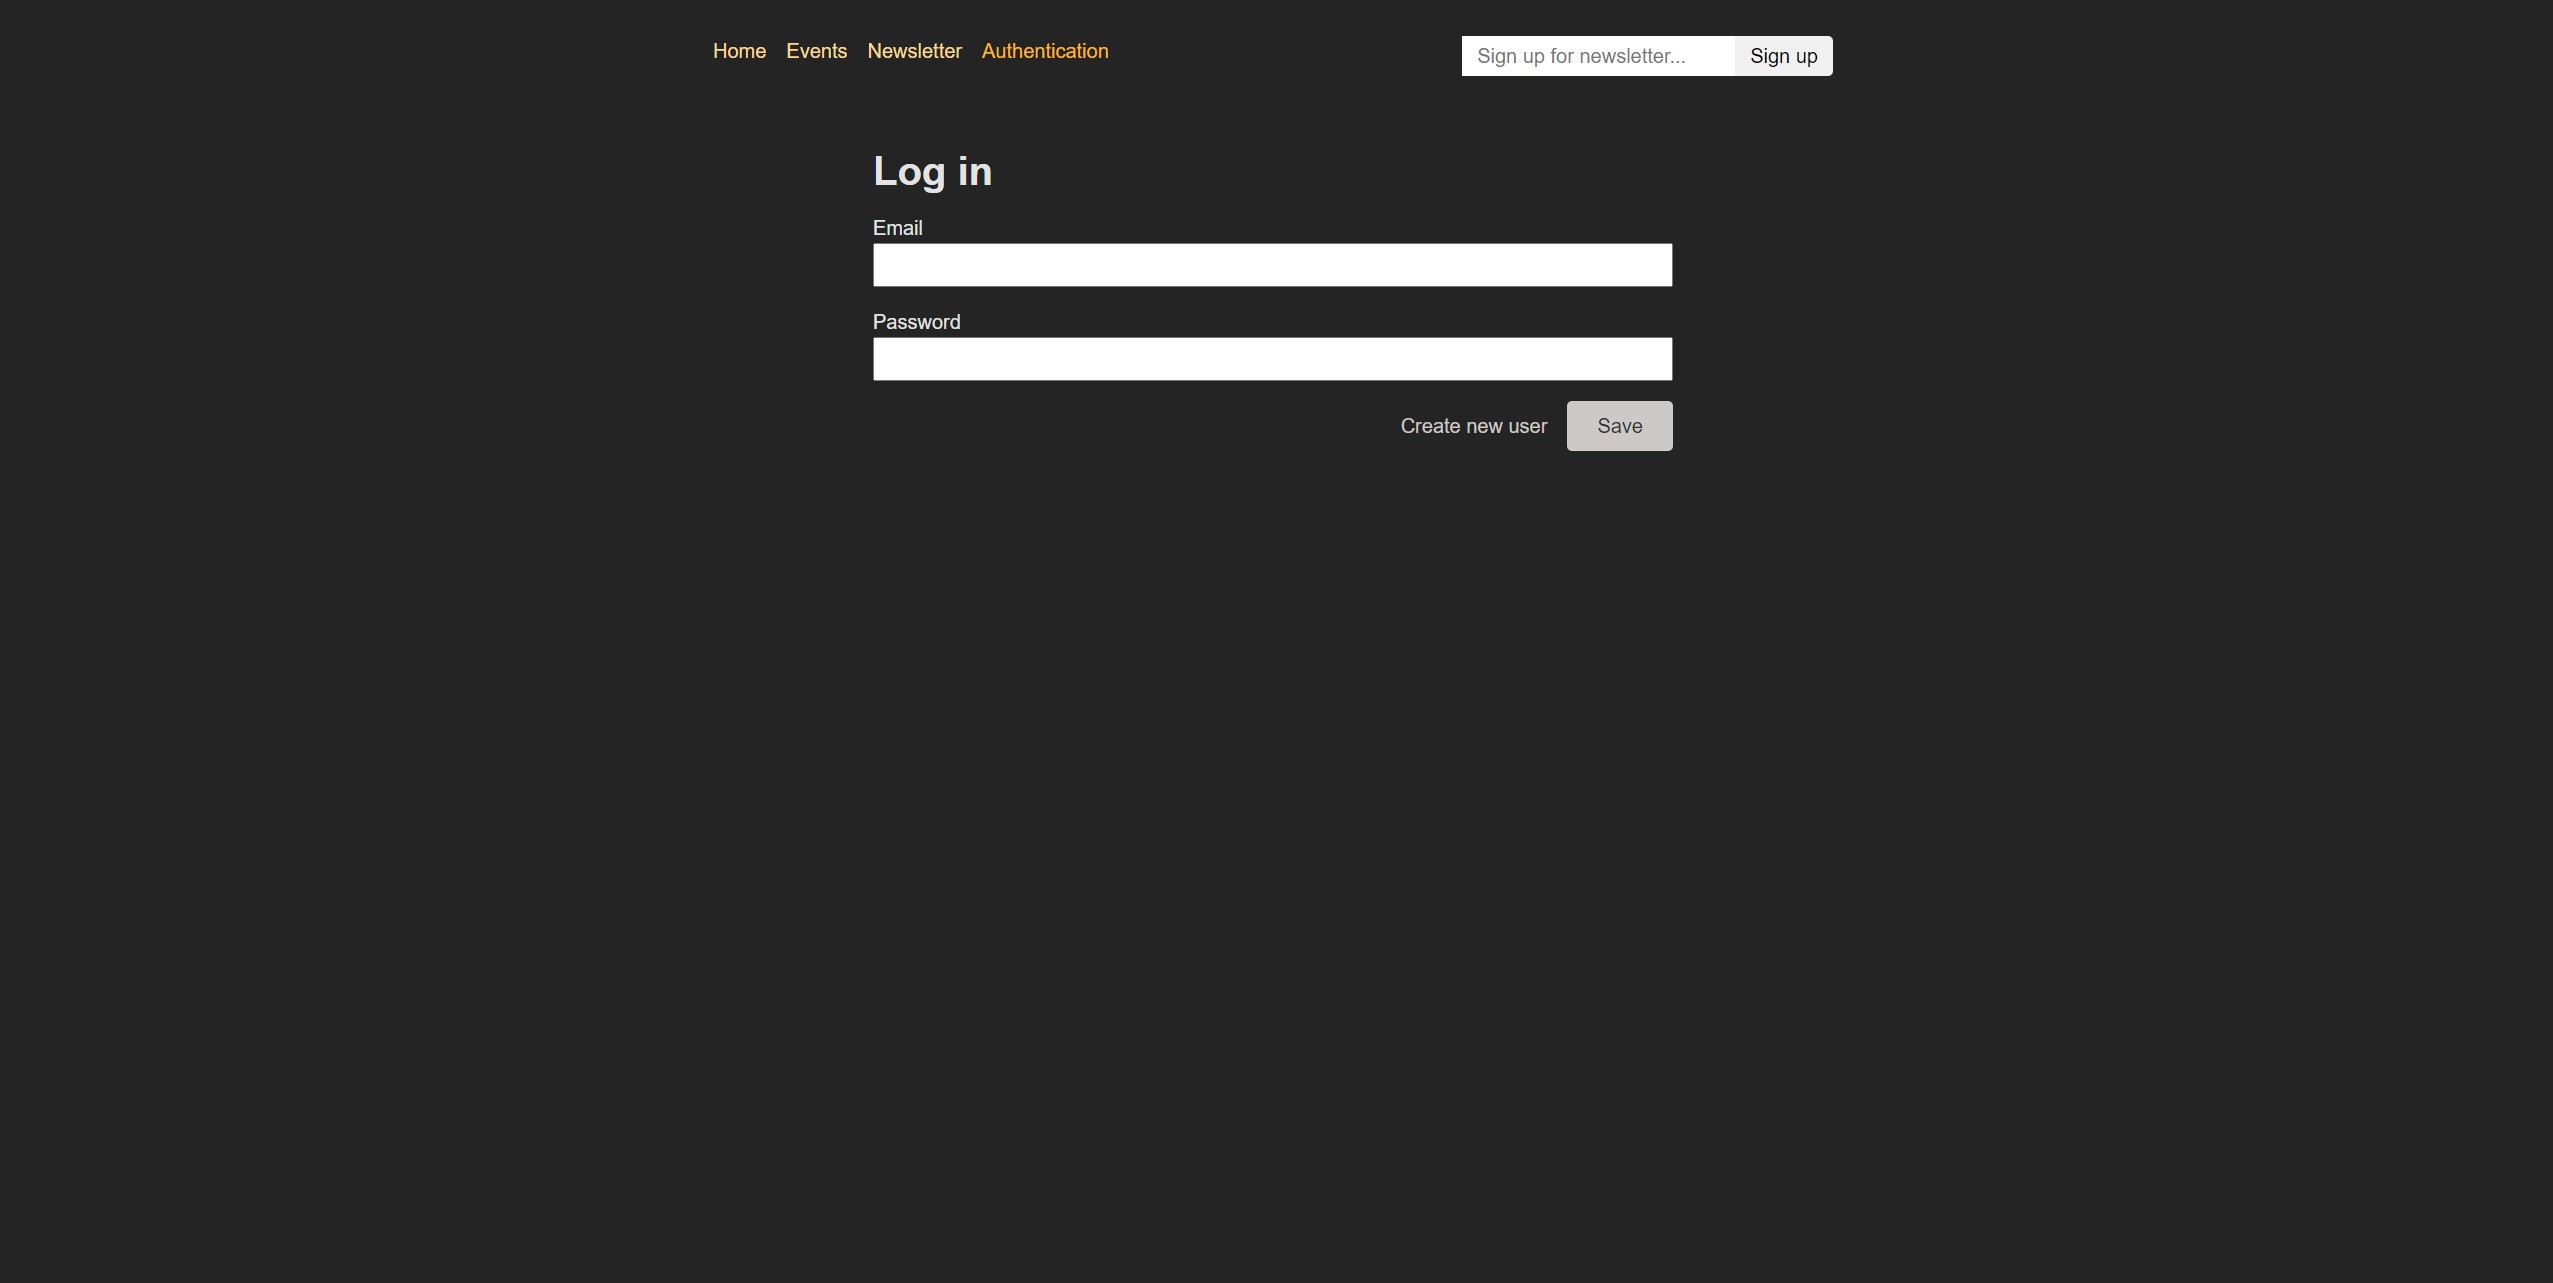 Home Events Newsletter Authentication
Sign up for newsletter... Sign up
Log in
Email
Password
Create new user Save